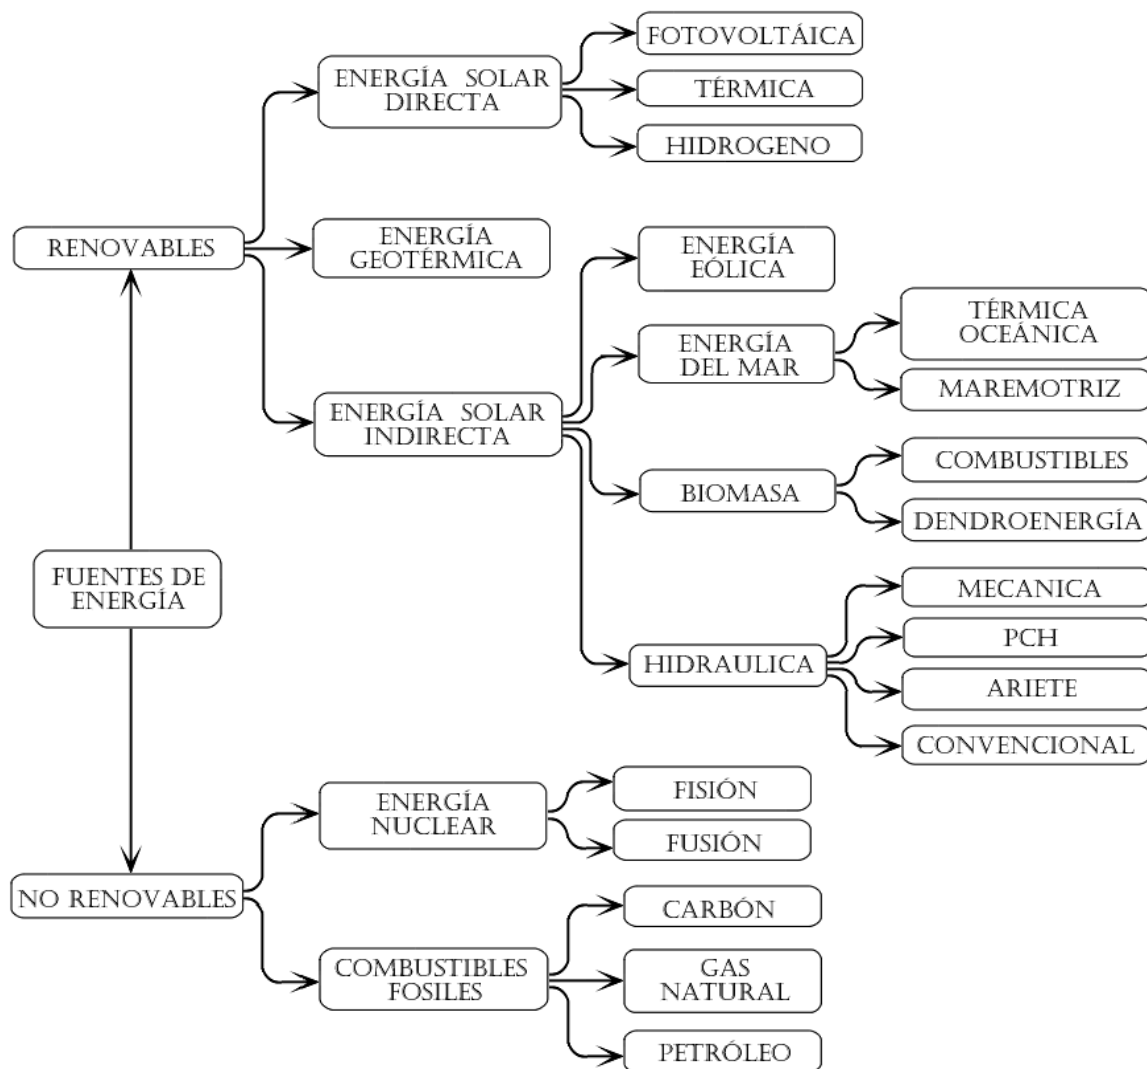 FOTOVOLTÁICA
ENERGÍA SOLAR
DIRECTA
TÉRMICA
HIDROGENO
RENOVABLES
ENERGÍA
GEOTÉRMICA
ENERGÍA
EÓLICA
ENERGÍA
DEL MAR
TÉRMICA
OCEÁNICA
MAREMOTRIZ
ENERGÍA SOLAR
INDIRECTA
BIOMASA
COMBUSTIBLES
DENDROENERGÍA
FUENTES DE
ENERGÍA
HIDRAULICA
MECANICA
PCH
ARIETE
CONVENCIONAL
ENERGÍA
NUCLEAR
FISIÓN
FUSIÓN
NO RENOVABLES
COMBUSTIBLES
FOSILES
CARBÓN
GAS
NATURAL
PETRÓLEO